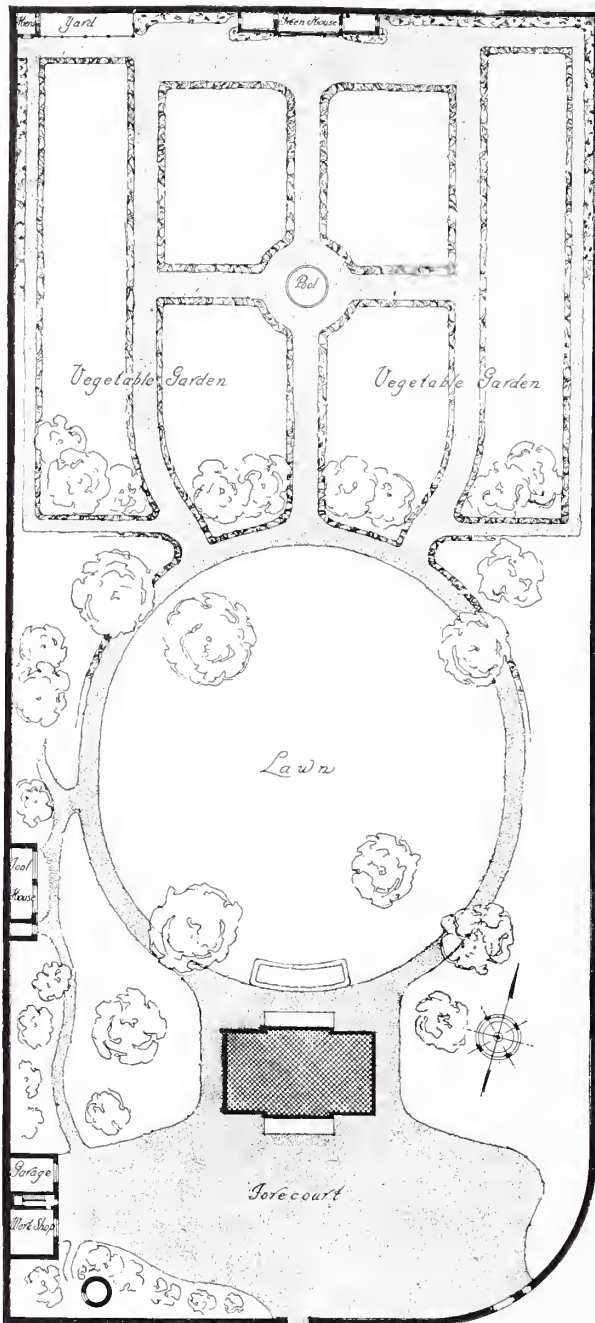 Yard
Green House
Pool
Vegetable Garden
Vegetable Garden
Lawn
Tool
House
Garage
Work Shop
Forecourt